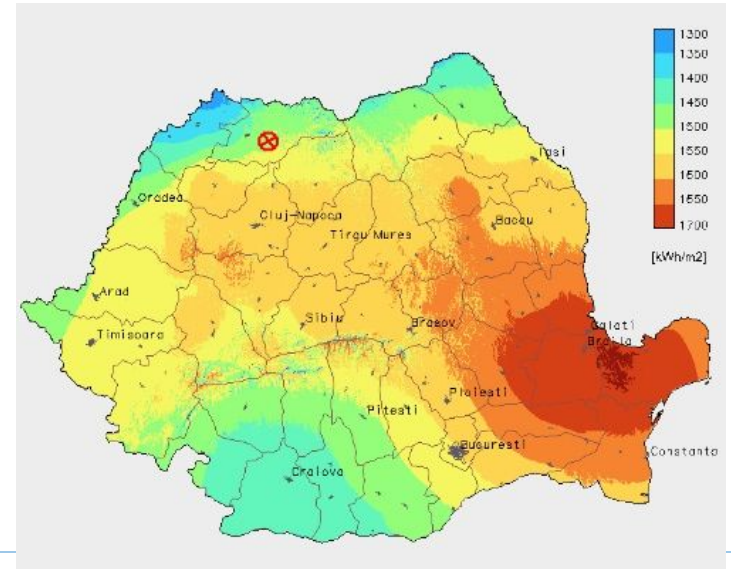 1300
1350
1400
1450
1500
1500
1600
1550
1700
[kWh/m2]
Iasi
Oradea
Cluj-Napoca
Bacau
Tirgu Mures
Arad
Sibiu
Brasov
Galati
Timisoara
Braila
Ploiesti
Pitesti
Bucuresti
Craiova
Constanta